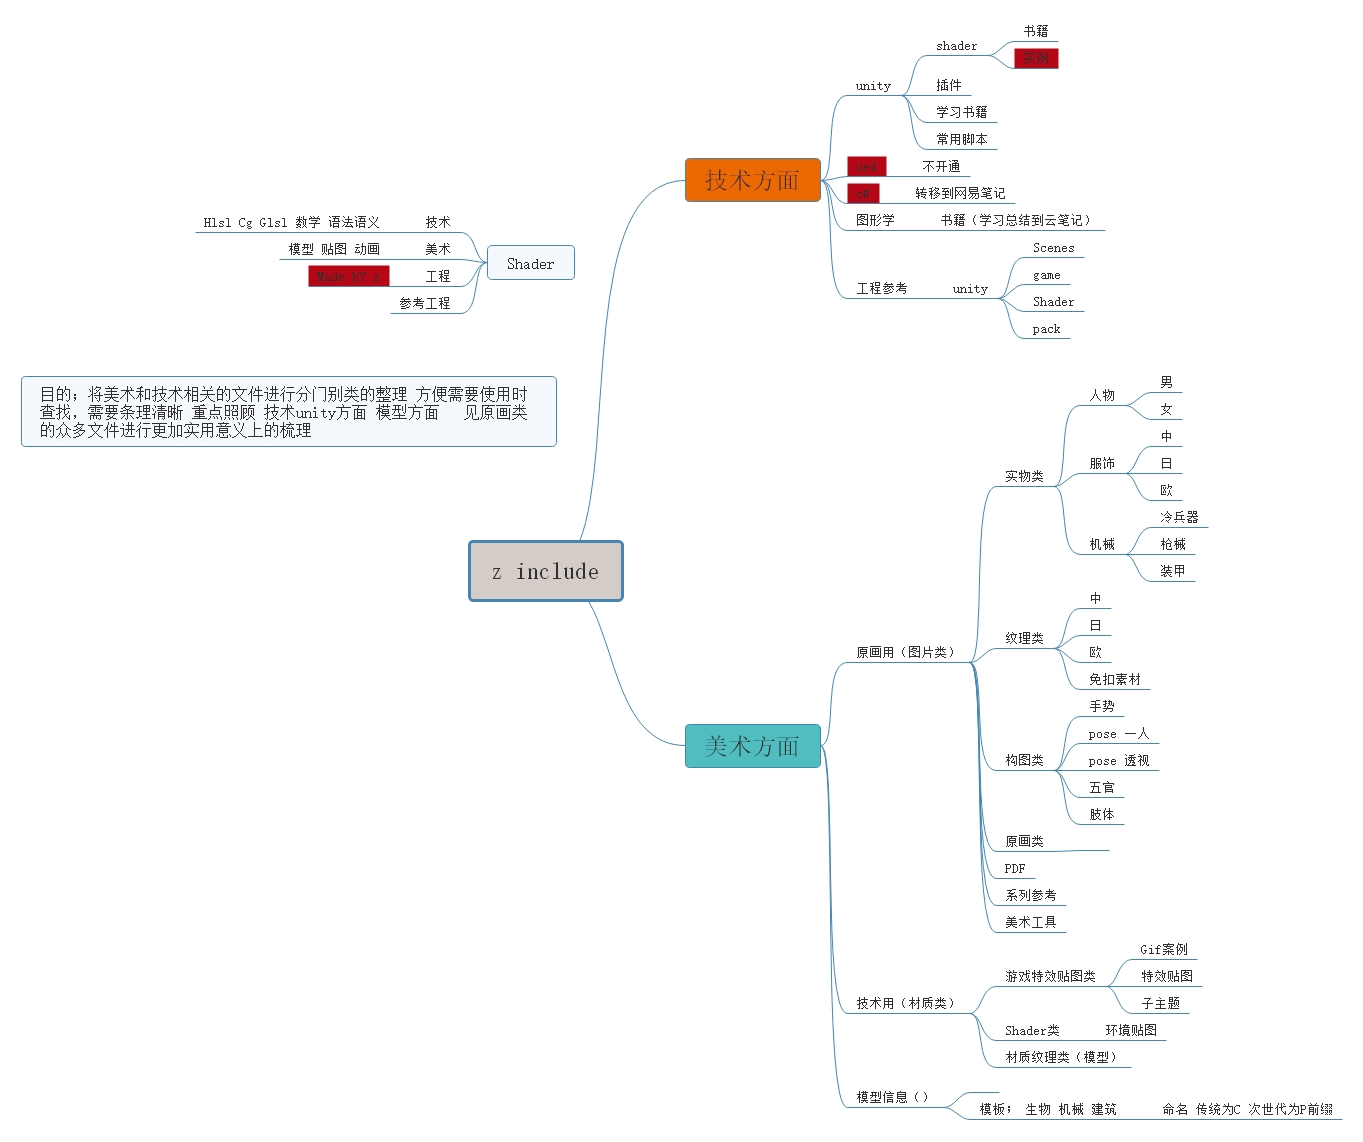 书籍
shader
实例
unity
插件
学习书籍
常用脚本
技术方面
ue4
不开通
c#
转移到网易笔记
图形学
书籍（学习总结到云笔记）
工程参考
unity
Scenes
game
Shader
pack
Hlsl Cg Glsl 数学 语法语义
技术
模型 贴图 动画
美术
Shader
Made bY z
工程
参考工程
目的；将美术和技术相关的文件进行分门别类的整理 方便需要使用时
查找，需要条理清晰 重点照顾 技术unity方面 模型方面 见原画类
的众多文件进行更加实用意义上的梳理
z include
美术方面
原画用（图片类）
实物类
人物
男
女
服饰
中
日
欧
机械
冷兵器
枪械
装甲
纹理类
中
日
欧
免扣素材
构图类
手势
pose 一人
pose 透视
五官
肢体
原画类
PDF
系列参考
美术工具
技术用（材质类）
游戏特效贴图类
Gif案例
特效贴图
子主题
Shader类
环境贴图
材质纹理类（模型）
模型信息（）
模板； 生物 机械 建筑
命名 传统为C 次世代为P前缀